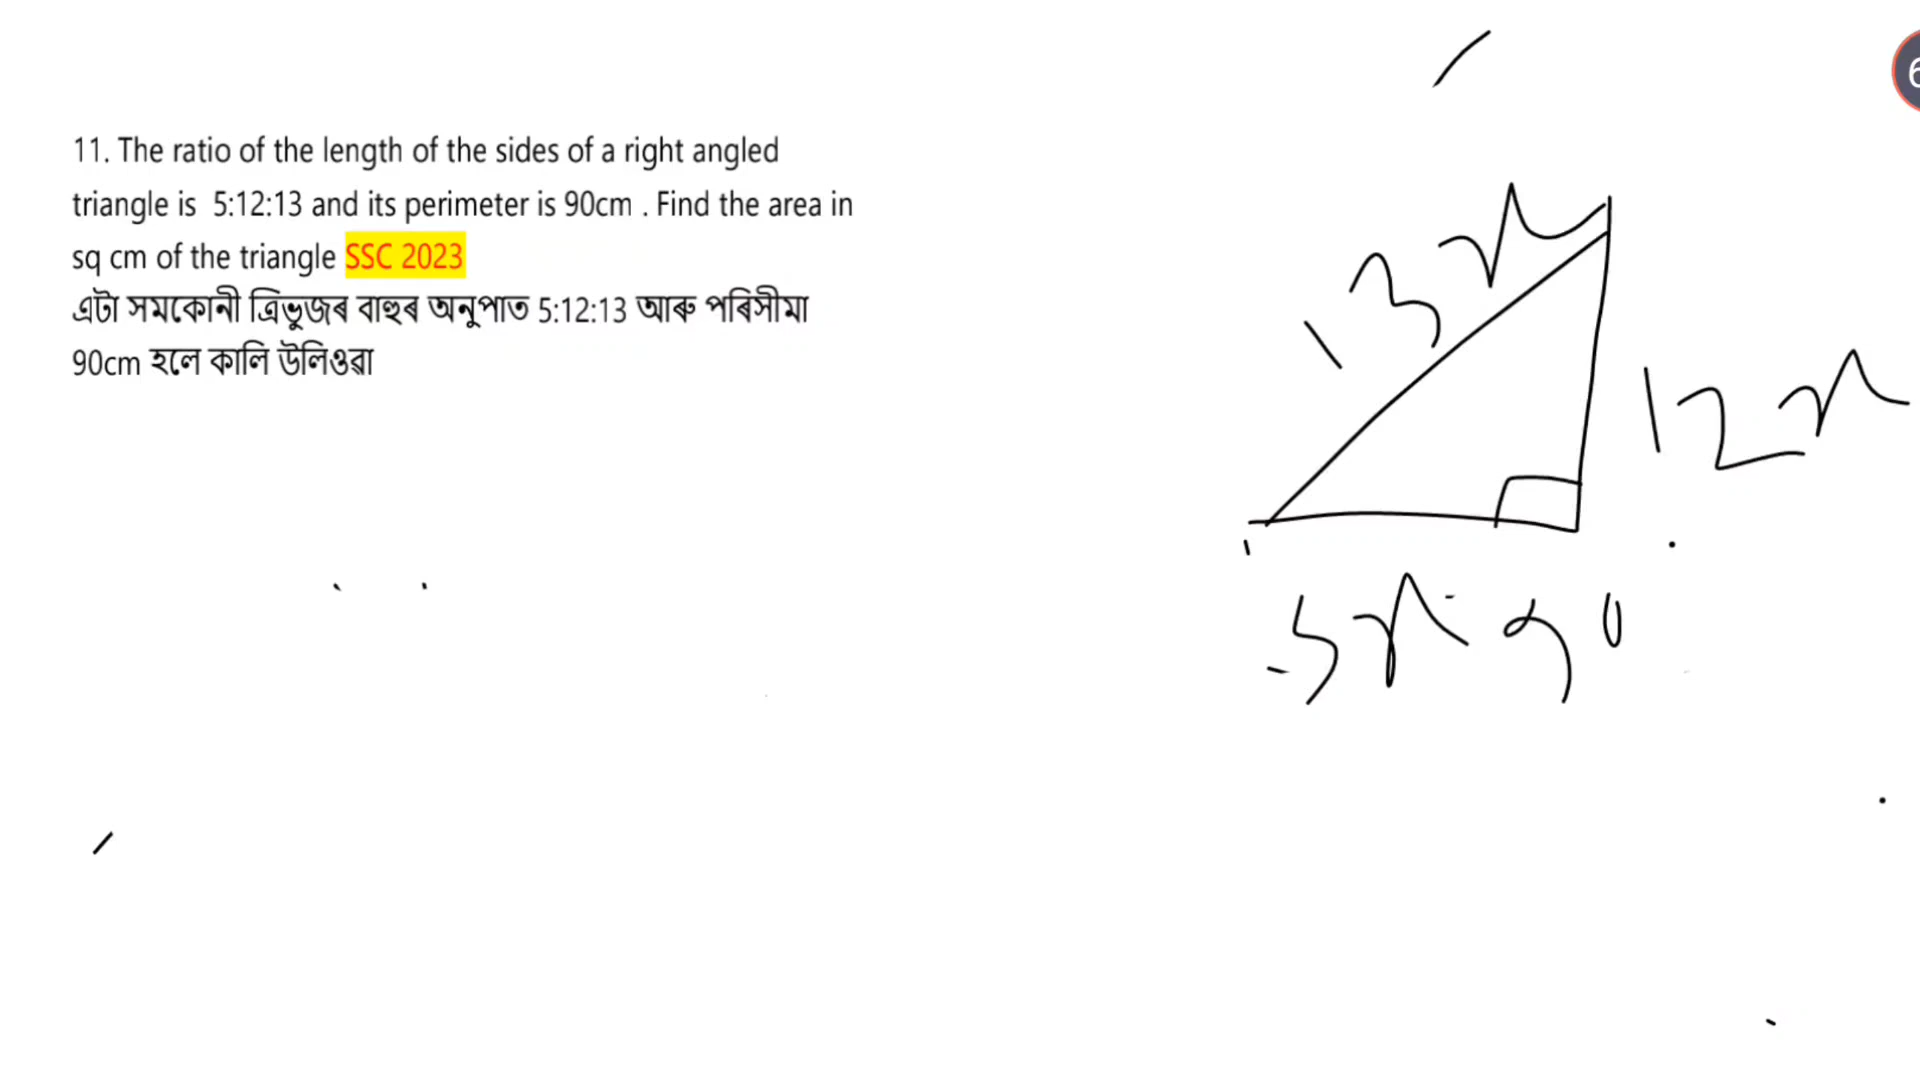 11. The ratio of the length of the sides of a right angled
triangle is 5:12:13 and its perimeter is 90cm . Find the area in
sq cm of the triangle SSC 2023
এটা সমকোনী ত্ৰিভুজৰ বাহুৰ অনুপাত 5:12:13 আৰু পৰিসীমা
90cm হলে কালি উলিওৱা
13x
12x
5x 90
6